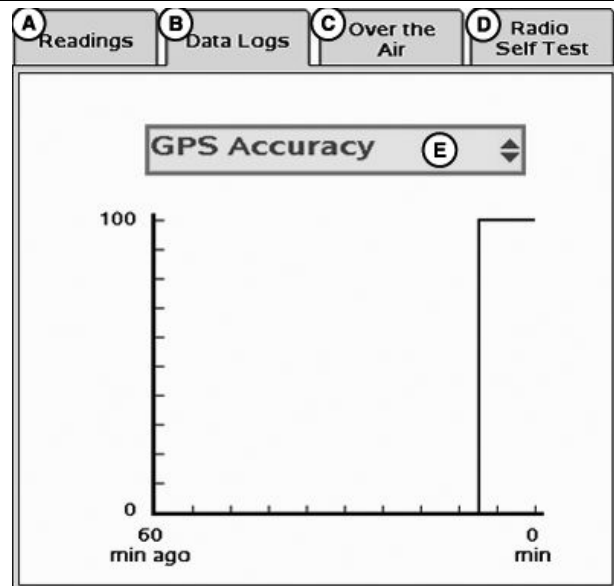 A
Readings
B
Data Logs
C
Over the
Air
D
Radio
Self Test
GPS Accuracy
E
100
0
60
min ago
0
min